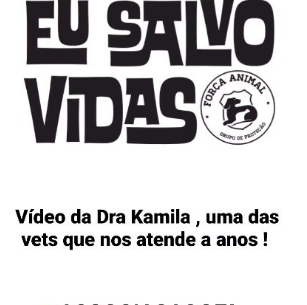 EU SALVO
VIDAS
FORÇA ANIMAL
GRUPO DE PROTEÇÃO
Vídeo da Dra Kamila , uma das
vets que nos atende a anos !